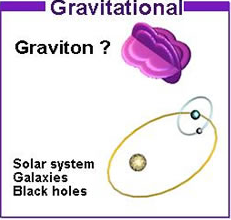 Gravitational
Graviton ?
Solar system
Galaxies
Black holes